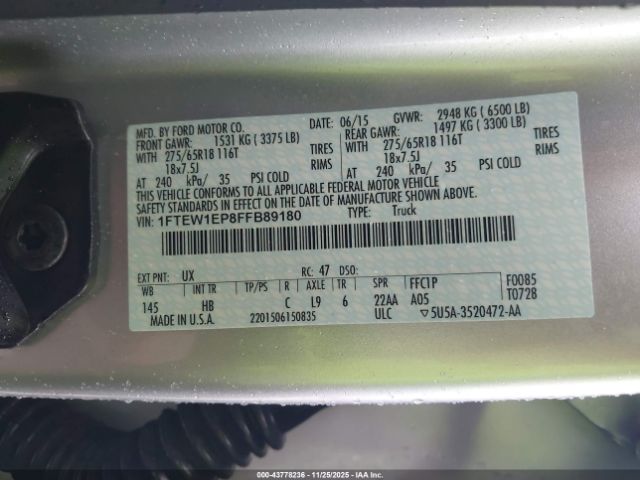 MFD. BY FORD MOTOR CO. DATE: 06/15 GVWR: 2948 KG ( 6500 LB)
FRONT GAWR: 1531 KG ( 3375 LB) REAR GAWR: 1497 KG ( 3300 LB)
WITH 275/65R18 116T TIRES WITH 275/65R18 116T TIRES
18x7.5J RIMS 18x7.5J RIMS
AT 240 kPa/ 35 PSI COLD AT 240 kPa/ 35 PSI COLD
THIS VEHICLE CONFORMS TO ALL APPLICABLE FEDERAL MOTOR VEHICLE
SAFETY STANDARDS IN EFFECT ON THE DATE OF MANUFACTURE SHOWN ABOVE.
VIN: 1FTEW1EP8FFB89180 TYPE: Truck
EXT PNT: UX RC: 47 DSO:
WB INT TR TP/PS R AXLE TR SPR FFC1P F0085
145 HB C L9 6 22AA A05 T0728
MADE IN U.S.A. 2201506150835 ULC ▽5U5A-3520472-AA
000-43778236 - 11/25/2025 - IAAI.CA